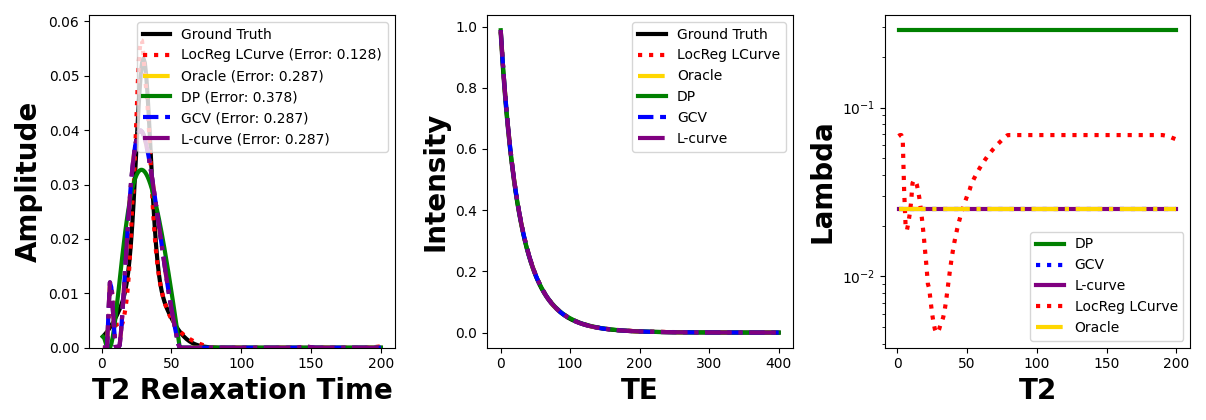 0.06
0.05
0.04
0.03
0.02
0.01
0.00
0
50
100
150
200
Amplitude
T2 Relaxation Time
Ground Truth
LocReg LCurve (Error: 0.128)
Oracle (Error: 0.287)
DP (Error: 0.378)
GCV (Error: 0.287)
L-curve (Error: 0.287)
1.0
0.8
0.6
0.4
0.2
0.0
0
100
200
300
400
Intensity
TE
Ground Truth
LocReg LCurve
Oracle
DP
GCV
L-curve
10⁻¹
10⁻²
0
50
100
150
200
Lambda
T2
DP
GCV
L-curve
LocReg LCurve
Oracle